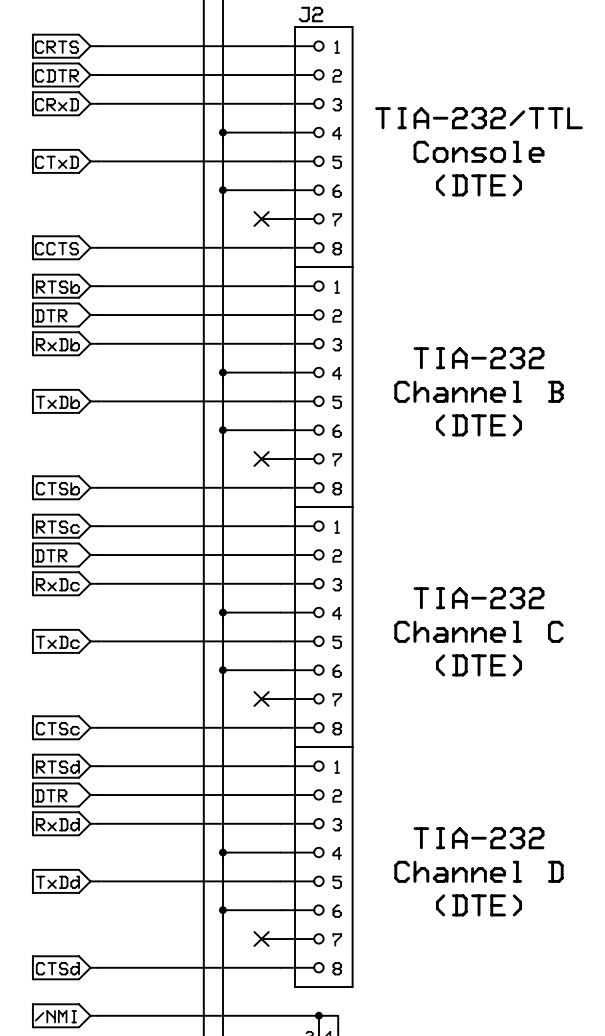 J2
CRTS 1
CDTR 2
CRxD 3
4
CTxD 5
6
7
CCTS 8
TIA-232/TTL
Console
(DTE)
RTSb 1
DTR 2
RxDb 3
4
TxDb 5
6
7
CTSb 8
TIA-232
Channel B
(DTE)
RTSc 1
DTR 2
RxDc 3
4
TxDc 5
6
7
CTSc 8
TIA-232
Channel C
(DTE)
RTSd 1
DTR 2
RxDd 3
4
TxDd 5
6
7
CTSd 8
TIA-232
Channel D
(DTE)
/NMI